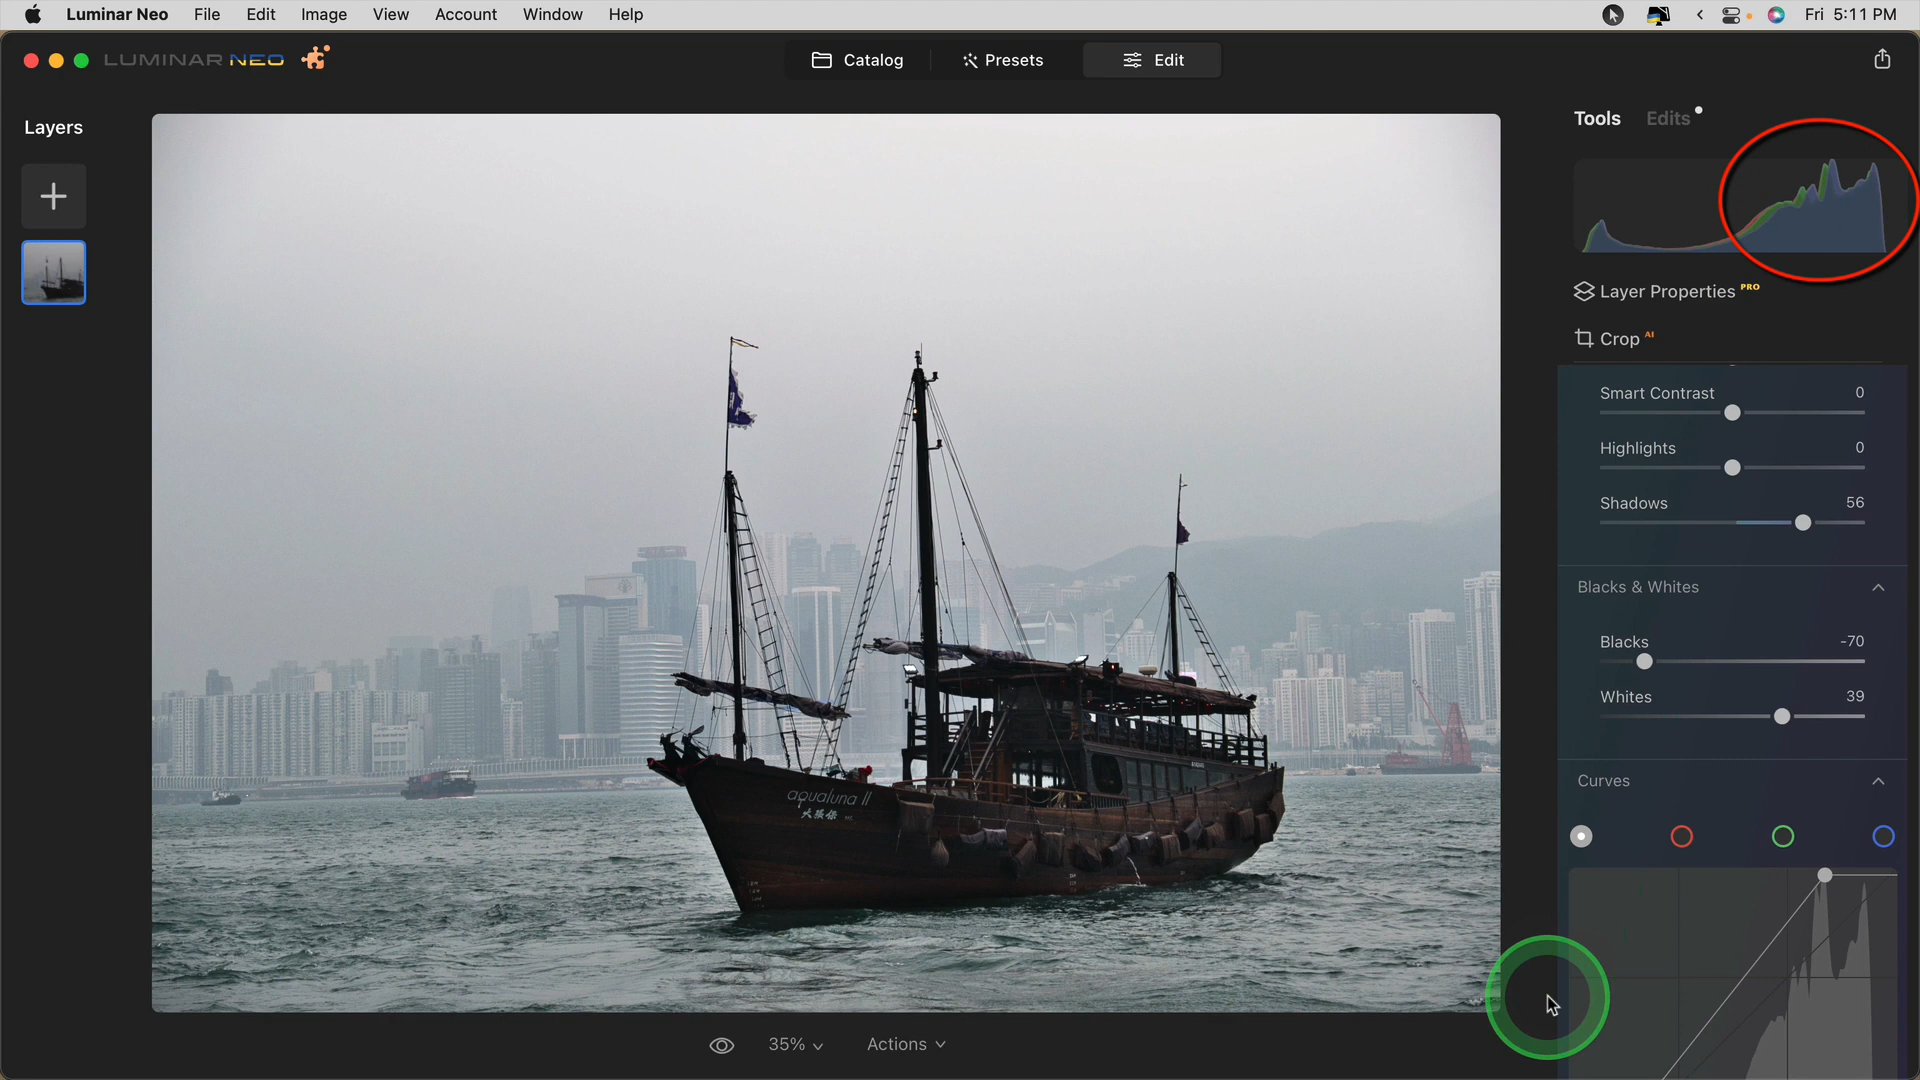 Luminar Neo File Edit Image View Account Window Help Fri 5:11 PM
LUMINAR NEO Catalog Presets Edit
Layers
Tools Edits
Layer Properties PRO
Crop AI
Smart Contrast 0
Highlights 0
Shadows 56
Blacks & Whites
Blacks -70
Whites 39
Curves
aqualuna II
35% Actions